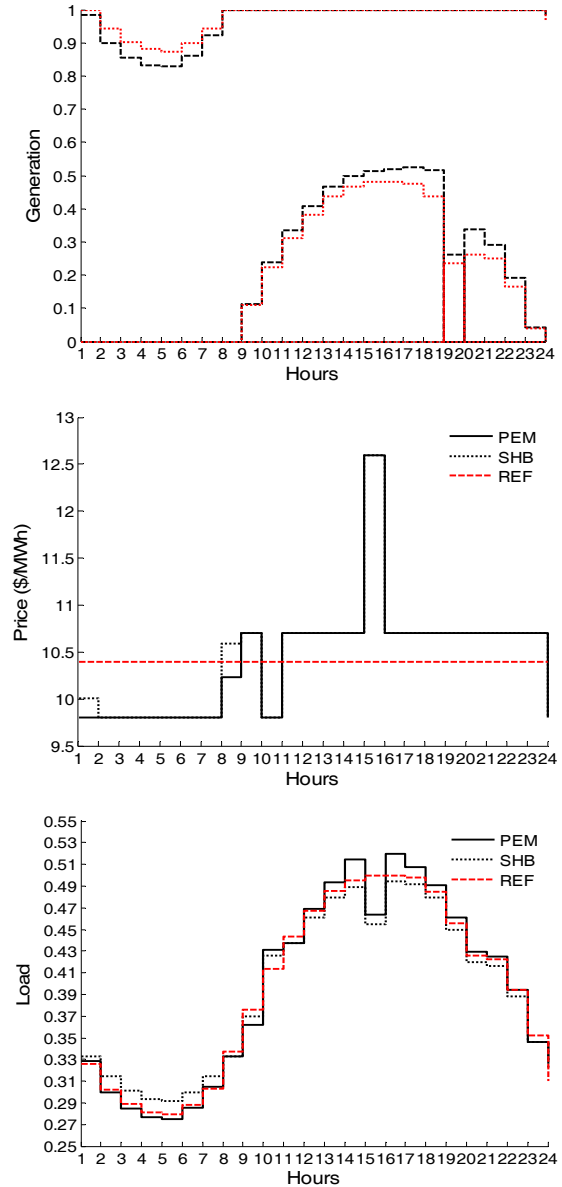 1
0.9
0.8
0.7
0.6
0.5
0.4
0.3
0.2
0.1
0
Generation
1 2 3 4 5 6 7 8 9 10 11 12 13 14 15 16 17 18 19 20 21 22 23 24
Hours
13
12.5
12
11.5
11
10.5
10
9.5
Price ($/MWh)
PEM
SHB
REF
1 2 3 4 5 6 7 8 9 10 11 12 13 14 15 16 17 18 19 20 21 22 23 24
Hours
0.55
0.53
0.51
0.49
0.47
0.45
0.43
0.41
0.39
0.37
0.35
0.33
0.31
0.29
0.27
0.25
Load
PEM
SHB
REF
1 2 3 4 5 6 7 8 9 10 11 12 13 14 15 16 17 18 19 20 21 22 23 24
Hours